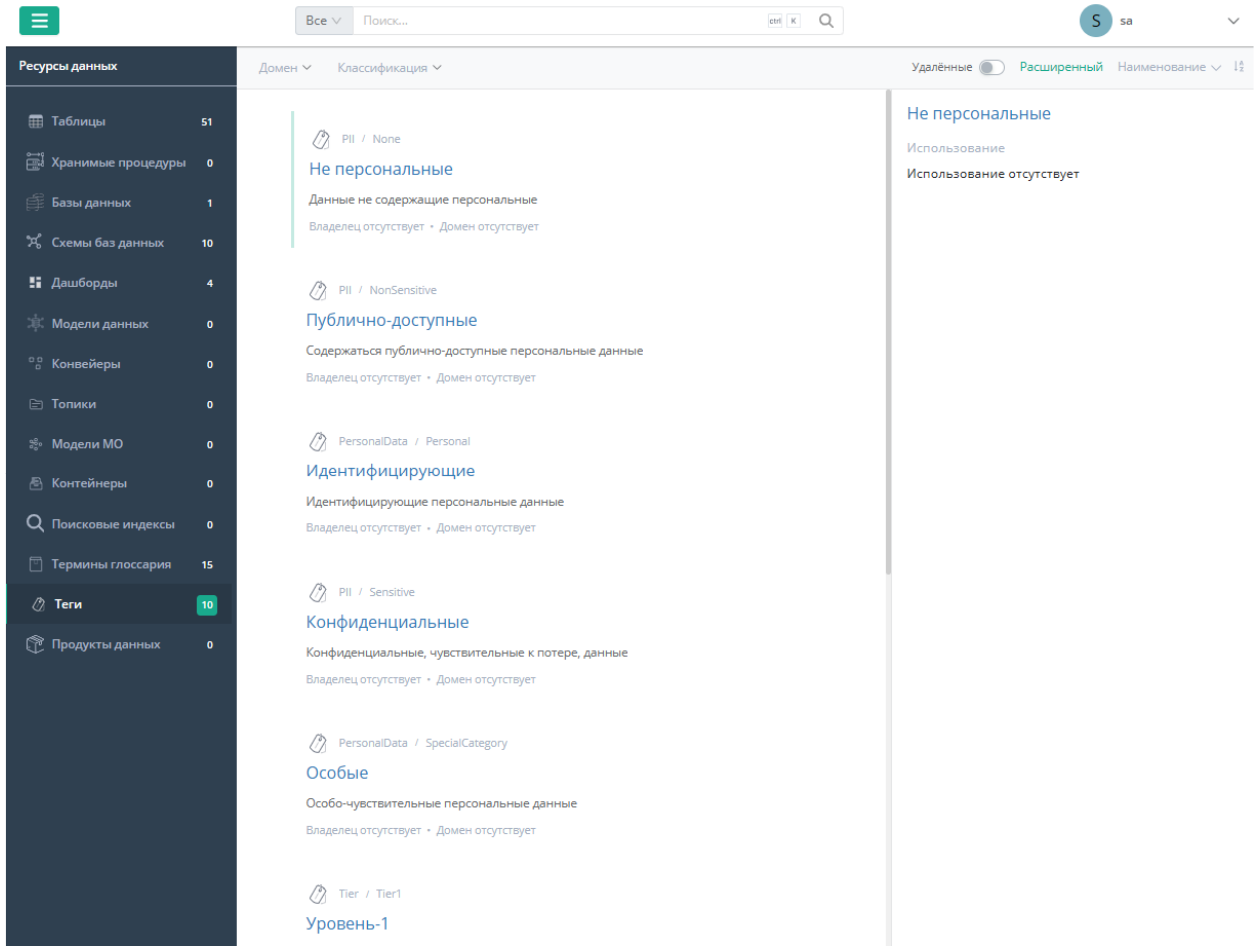 Все
Поиск...
ctrl K
S
sa
Ресурсы данных
Таблицы 51
Хранимые процедуры 0
Базы данных 1
Схемы баз данных 10
Дашборды 4
Модели данных 0
Конвейеры 0
Топики 0
Модели МО 0
Контейнеры 0
Поисковые индексы 0
Термины глоссария 15
Теги 10
Продукты данных 0
Домен Классификация
Удалённые Расширенный Наименование
PII / None
Не персональные
Данные не содержащие персональные
Владелец отсутствует • Домен отсутствует
PII / NonSensitive
Публично-доступные
Содержаться публично-доступные персональные данные
Владелец отсутствует • Домен отсутствует
PersonalData / Personal
Идентифицирующие
Идентифицирующие персональные данные
Владелец отсутствует • Домен отсутствует
PII / Sensitive
Конфиденциальные
Конфиденциальные, чувствительные к потере, данные
Владелец отсутствует • Домен отсутствует
PersonalData / SpecialCategory
Особые
Особо-чувствительные персональные данные
Владелец отсутствует • Домен отсутствует
Tier / Tier1
Уровень-1
Не персональные
Использование
Использование отсутствует